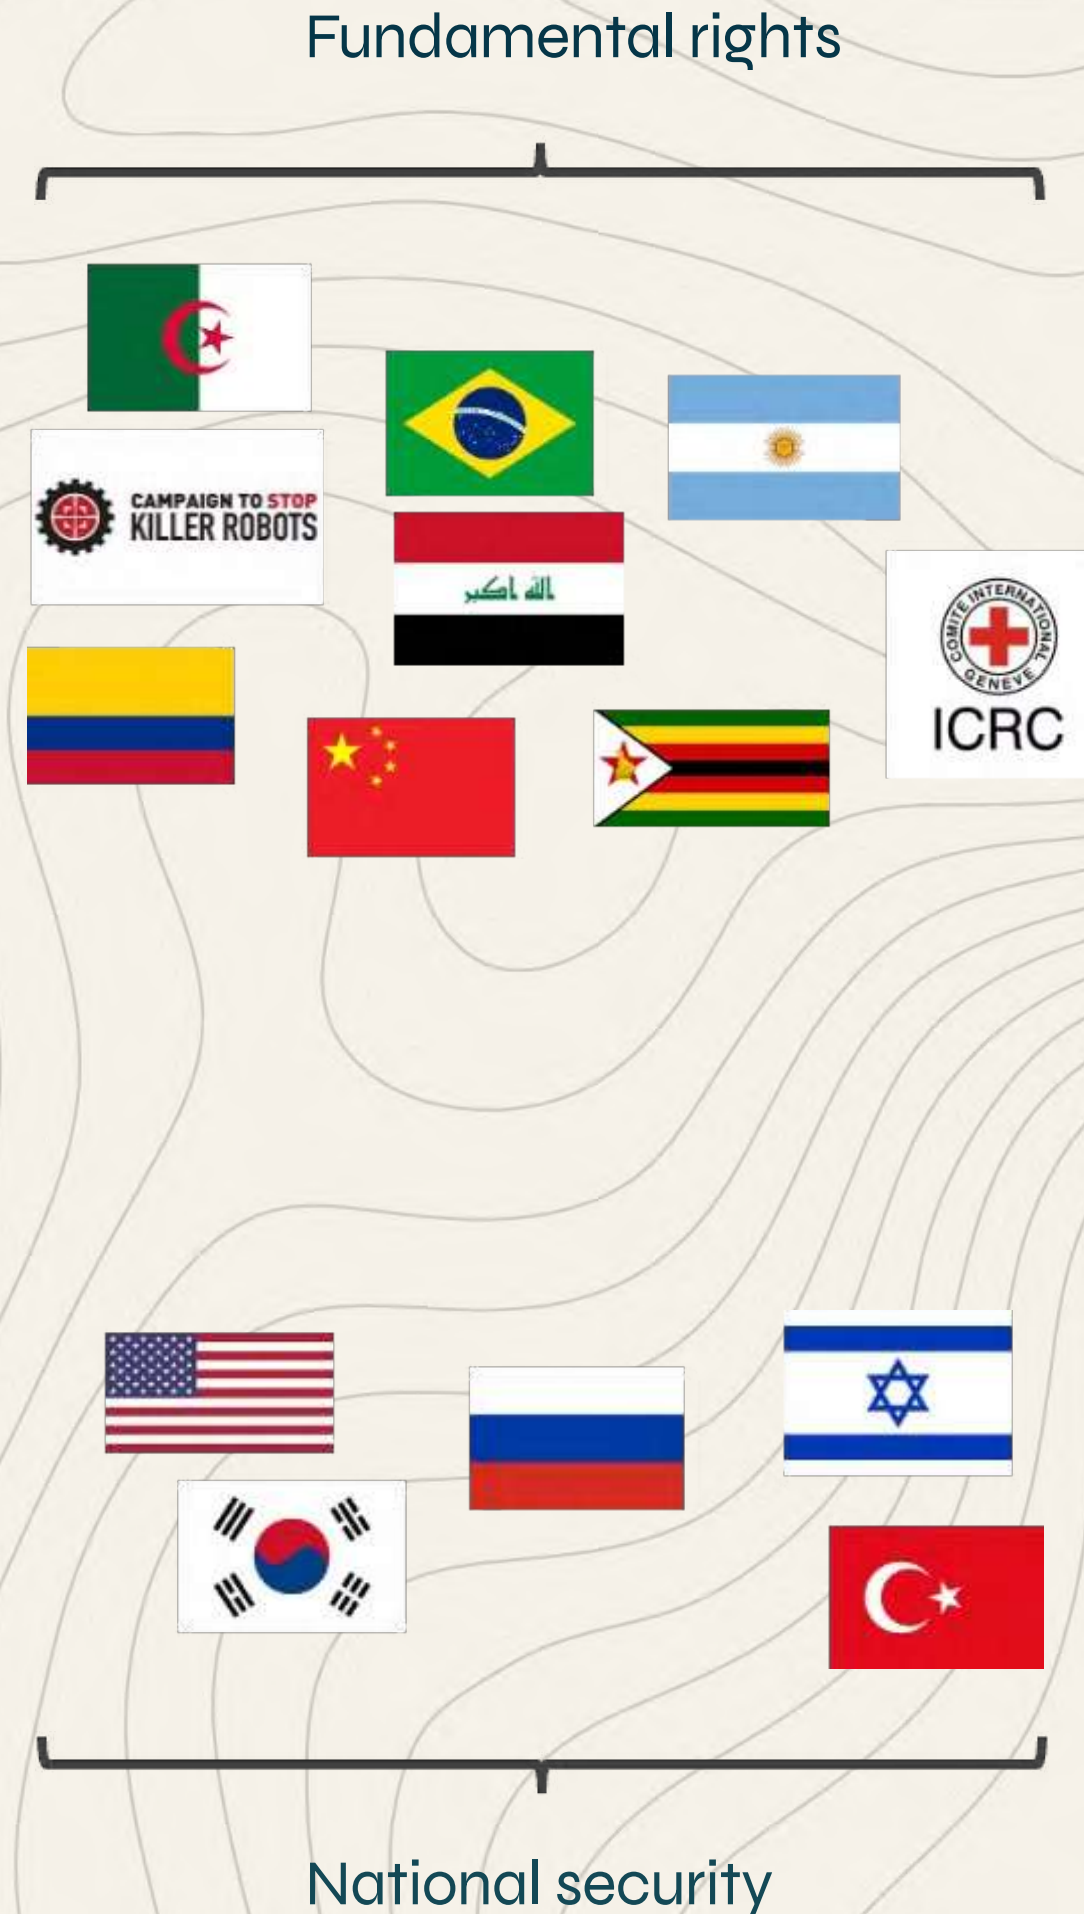 Fundamental rights
CAMPAIGN TO STOP
KILLER ROBOTS
الله اكبر
COMITE INTERNATIONAL
GENEVE
ICRC
National security